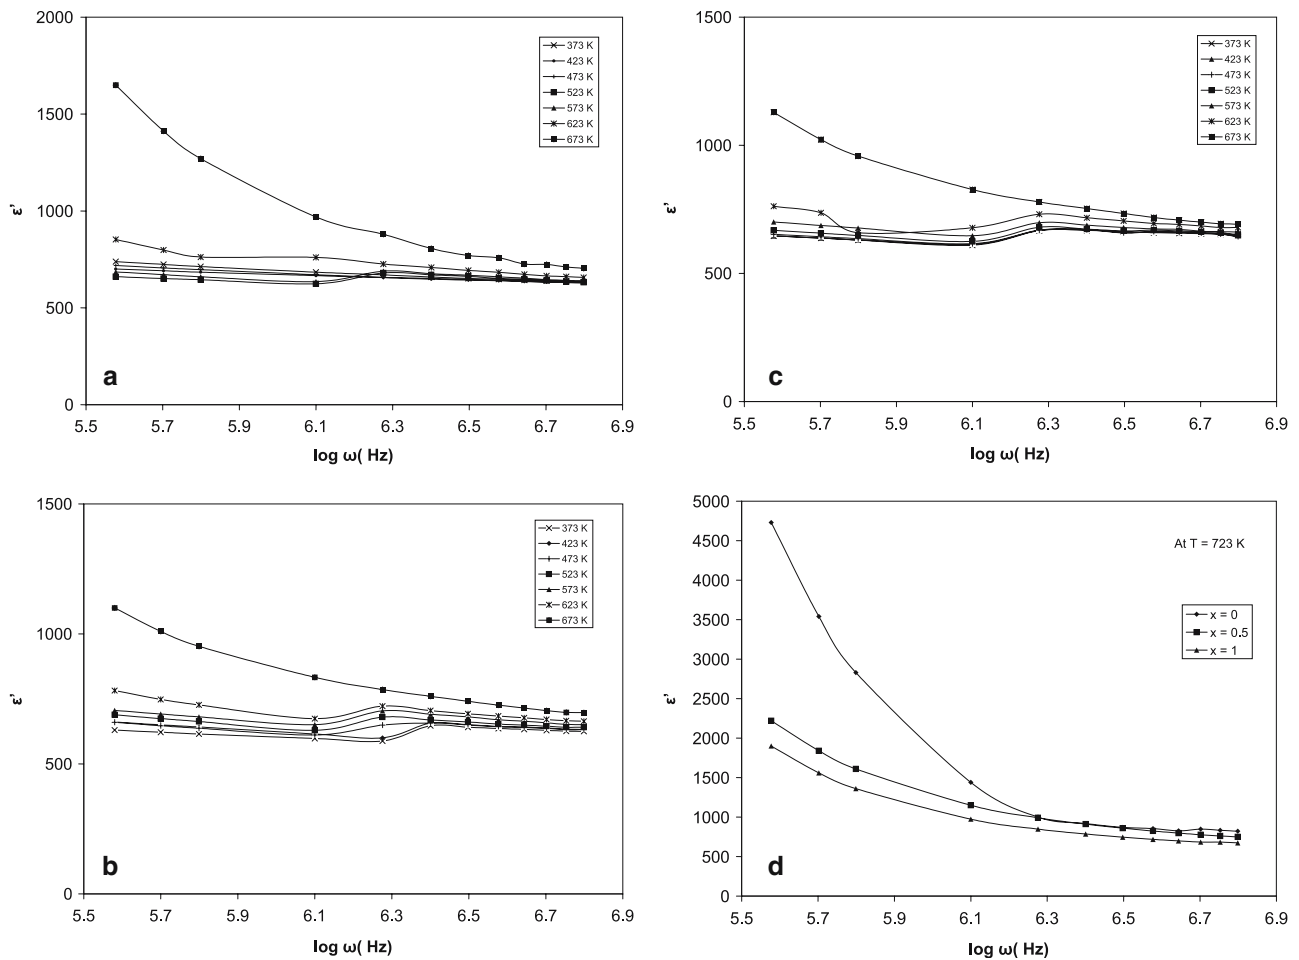 2000
1500
1000
500
0
ε'
373 K
423 K
473 K
523 K
573 K
623 K
673 K
a
5.5 5.7 5.9 6.1 6.3 6.5 6.7 6.9
log ω( Hz)
1500
1000
500
0
ε'
373 K
423 K
473 K
523 K
573 K
623 K
673 K
c
5.5 5.7 5.9 6.1 6.3 6.5 6.7 6.9
log ω( Hz)
1500
1000
500
0
ε'
373 K
423 K
473 K
523 K
573 K
623 K
673 K
b
5.5 5.7 5.9 6.1 6.3 6.5 6.7 6.9
log ω( Hz)
5000
4500
4000
3500
3000
2500
2000
1500
1000
500
0
ε'
At T = 723 K
x = 0
x = 0.5
x = 1
d
5.5 5.7 5.9 6.1 6.3 6.5 6.7 6.9
log ω( Hz)